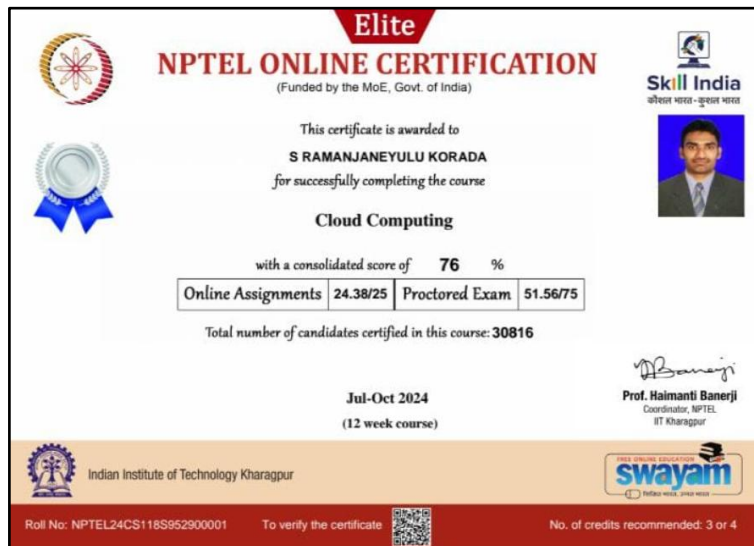 Elite
NPTEL ONLINE CERTIFICATION
(Funded by the MoE, Govt. of India)
Skill India
कौशल भारत-कुशल भारत
This certificate is awarded to
S RAMANJANEYULU KORADA
for successfully completing the course
Cloud Computing
with a consolidated score of 76 %
Online Assignments 24.38/25 Proctored Exam 51.56/75
Total number of candidates certified in this course: 30816
Jul-Oct 2024
(12 week course)
Prof. Haimanti Banerji
Coordinator, NPTEL
IIT Kharagpur
Indian Institute of Technology Kharagpur
FREE ONLINE EDUCATION
swayam
शिक्षित भारत, उन्नत भारत
Roll No: NPTEL24CS118S952900001 To verify the certificate No. of credits recommended: 3 or 4